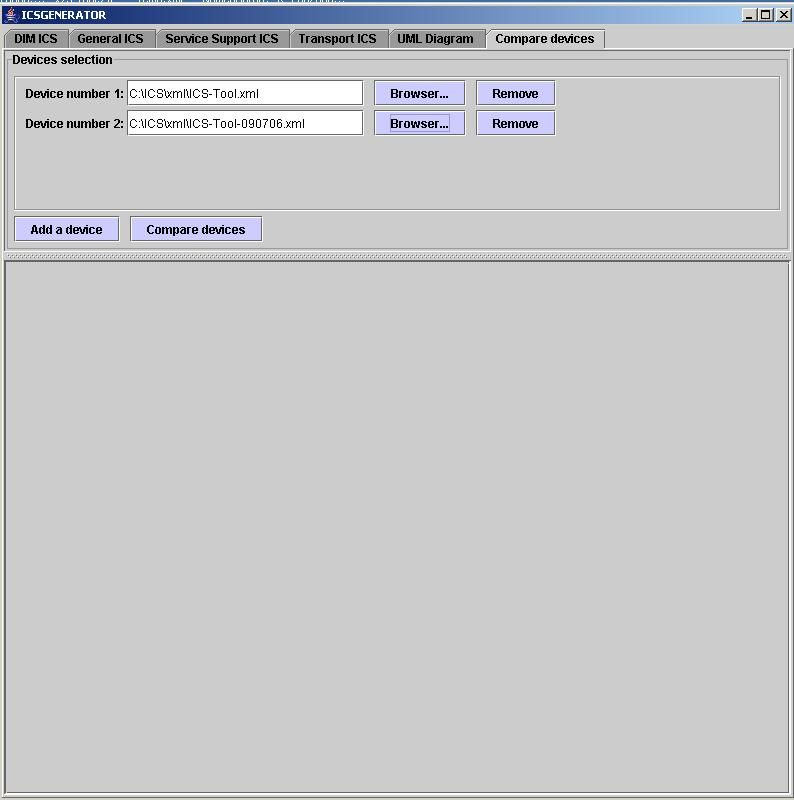 ICSGENERATOR
DIM ICS General ICS Service Support ICS Transport ICS UML Diagram Compare devices
Devices selection
Device number 1: C:\ICS\xml\ICS-Tool.xml Browser... Remove
Device number 2: C:\ICS\xml\ICS-Tool-090706.xml Browser... Remove
Add a device Compare devices